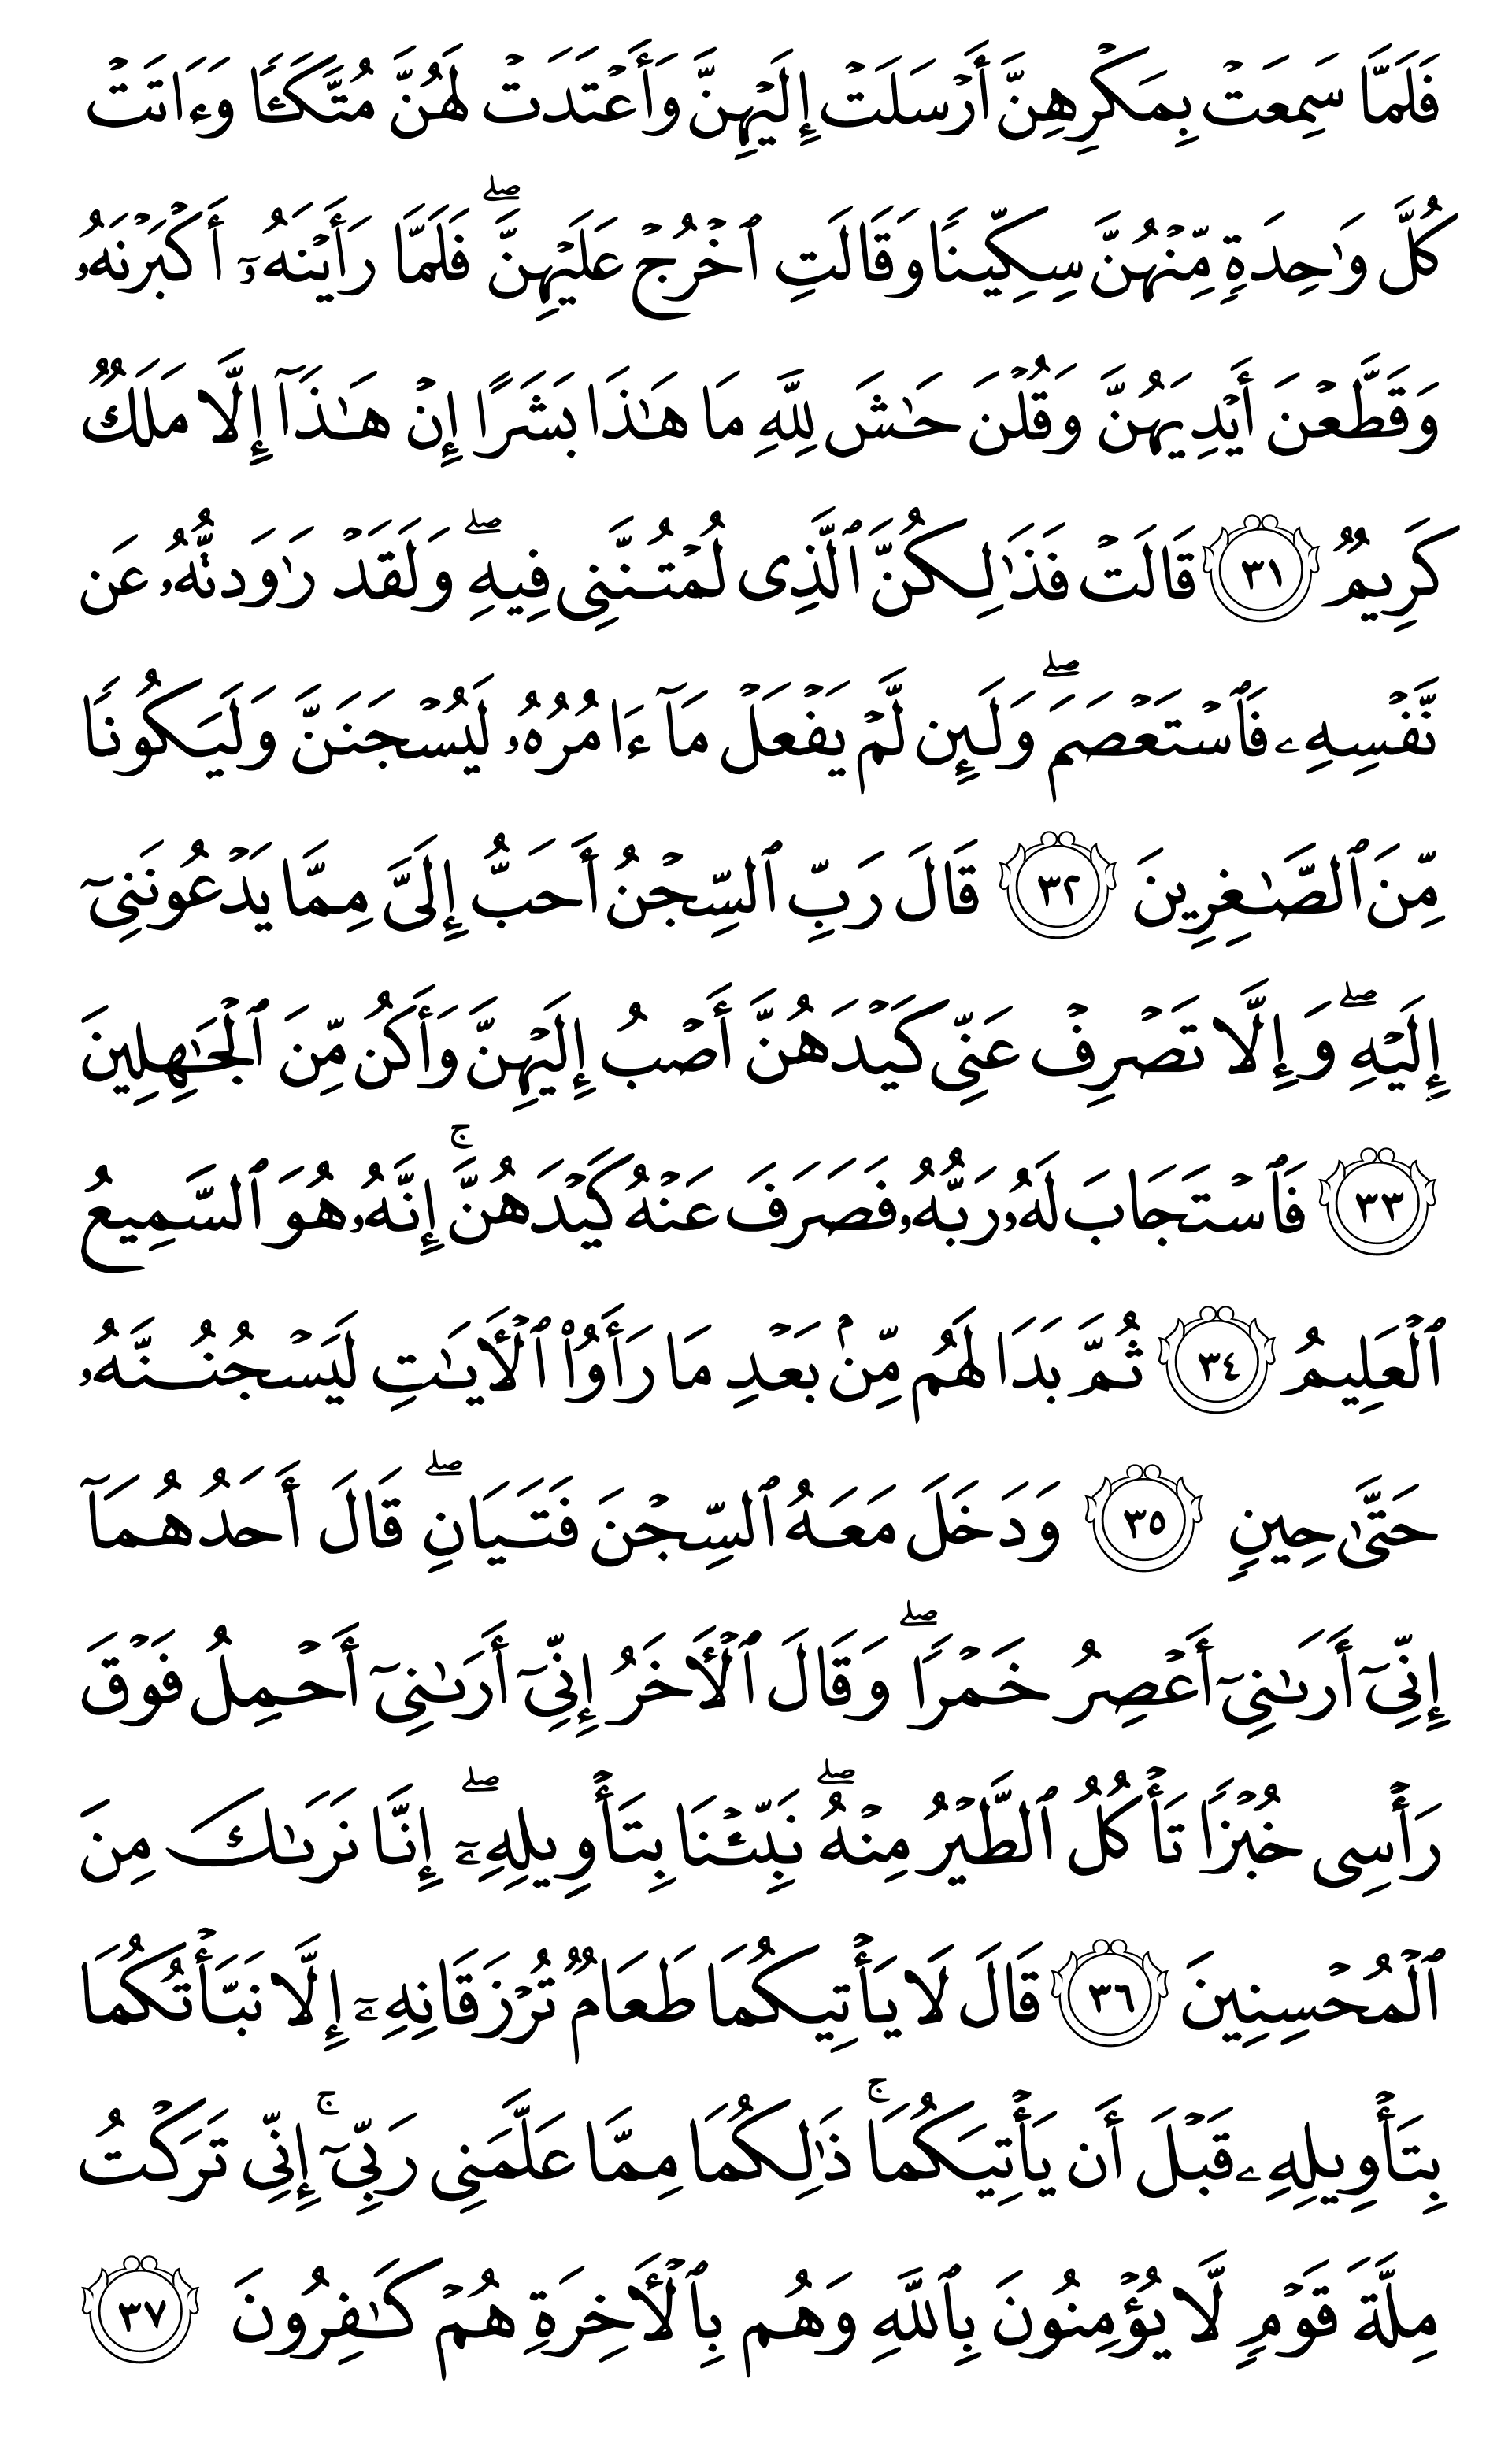 فَلَمَّا سَمِعَتْ بِمَكْرِهِنَّ أَرْسَلَتْ إِلَيْهِنَّ وَأَعْتَدَتْ لَهُنَّ مُتَّكَـًٔا وَءَاتَتْ
كُلَّ وَٰحِدَةٍ مِّنْهُنَّ سِكِّينًا وَقَالَتِ ٱخْرُجْ عَلَيْهِنَّ ۖ فَلَمَّا رَأَيْنَهُۥٓ أَكْبَرْنَهُۥ
وَقَطَّعْنَ أَيْدِيَهُنَّ وَقُلْنَ حَـٰشَ لِلَّهِ مَا هَـٰذَا بَشَرًا إِنْ هَـٰذَآ إِلَّا مَلَكٌ
كَرِيمٌ ٣١ قَالَتْ فَذَٰلِكُنَّ ٱلَّذِى لُمْتُنَّنِى فِيهِ ۖ وَلَقَدْ رَٰوَدتُّهُۥ عَن
نَّفْسِهِۦ فَٱسْتَعْصَمَ ۖ وَلَئِن لَّمْ يَفْعَلْ مَآ ءَامُرُهُۥ لَيُسْجَنَنَّ وَلَيَكُونًا
مِّنَ ٱلصَّـٰغِرِينَ ٣٢ قَالَ رَبِّ ٱلسِّجْنُ أَحَبُّ إِلَىَّ مِمَّا يَدْعُونَنِىٓ
إِلَيْهِ ۖ وَإِلَّا تَصْرِفْ عَنِّى كَيْدَهُنَّ أَصْبُ إِلَيْهِنَّ وَأَكُن مِّنَ ٱلْجَـٰهِلِينَ
٣٣ فَٱسْتَجَابَ لَهُۥ رَبُّهُۥ فَصَرَفَ عَنْهُ كَيْدَهُنَّ ۚ إِنَّهُۥ هُوَ ٱلسَّمِيعُ
ٱلْعَلِيمُ ٣٤ ثُمَّ بَدَا لَهُم مِّنۢ بَعْدِ مَا رَأَوُا۟ ٱلْـَٔايَـٰتِ لَيَسْجُنُنَّهُۥ
حَتَّىٰ حِينٍ ٣٥ وَدَخَلَ مَعَهُ ٱلسِّجْنَ فَتَيَانِ ۖ قَالَ أَحَدُهُمَآ
إِنِّىٓ أَرَىٰنِىٓ أَعْصِرُ خَمْرًا ۖ وَقَالَ ٱلْـَٔاخَرُ إِنِّىٓ أَرَىٰنِىٓ أَحْمِلُ فَوْقَ
رَأْسِى خُبْزًا تَأْكُلُ ٱلطَّيْرُ مِنْهُ ۖ نَبِّئْنَا بِتَأْوِيلِهِۦٓ ۖ إِنَّا نَرَىٰكَ مِنَ
ٱلْمُحْسِنِينَ ٣٦ قَالَ لَا يَأْتِيكُمَا طَعَامٌ تُرْزَقَانِهِۦٓ إِلَّا نَبَّأْتُكُمَا
بِتَأْوِيلِهِۦ قَبْلَ أَن يَأْتِيَكُمَا ۚ ذَٰلِكُمَا مِمَّا عَلَّمَنِى رَبِّىٓ ۚ إِنِّى تَرَكْتُ
مِلَّةَ قَوْمٍ لَّا يُؤْمِنُونَ بِٱللَّهِ وَهُم بِٱلْـَٔاخِرَةِ هُمْ كَـٰفِرُونَ ٣٧